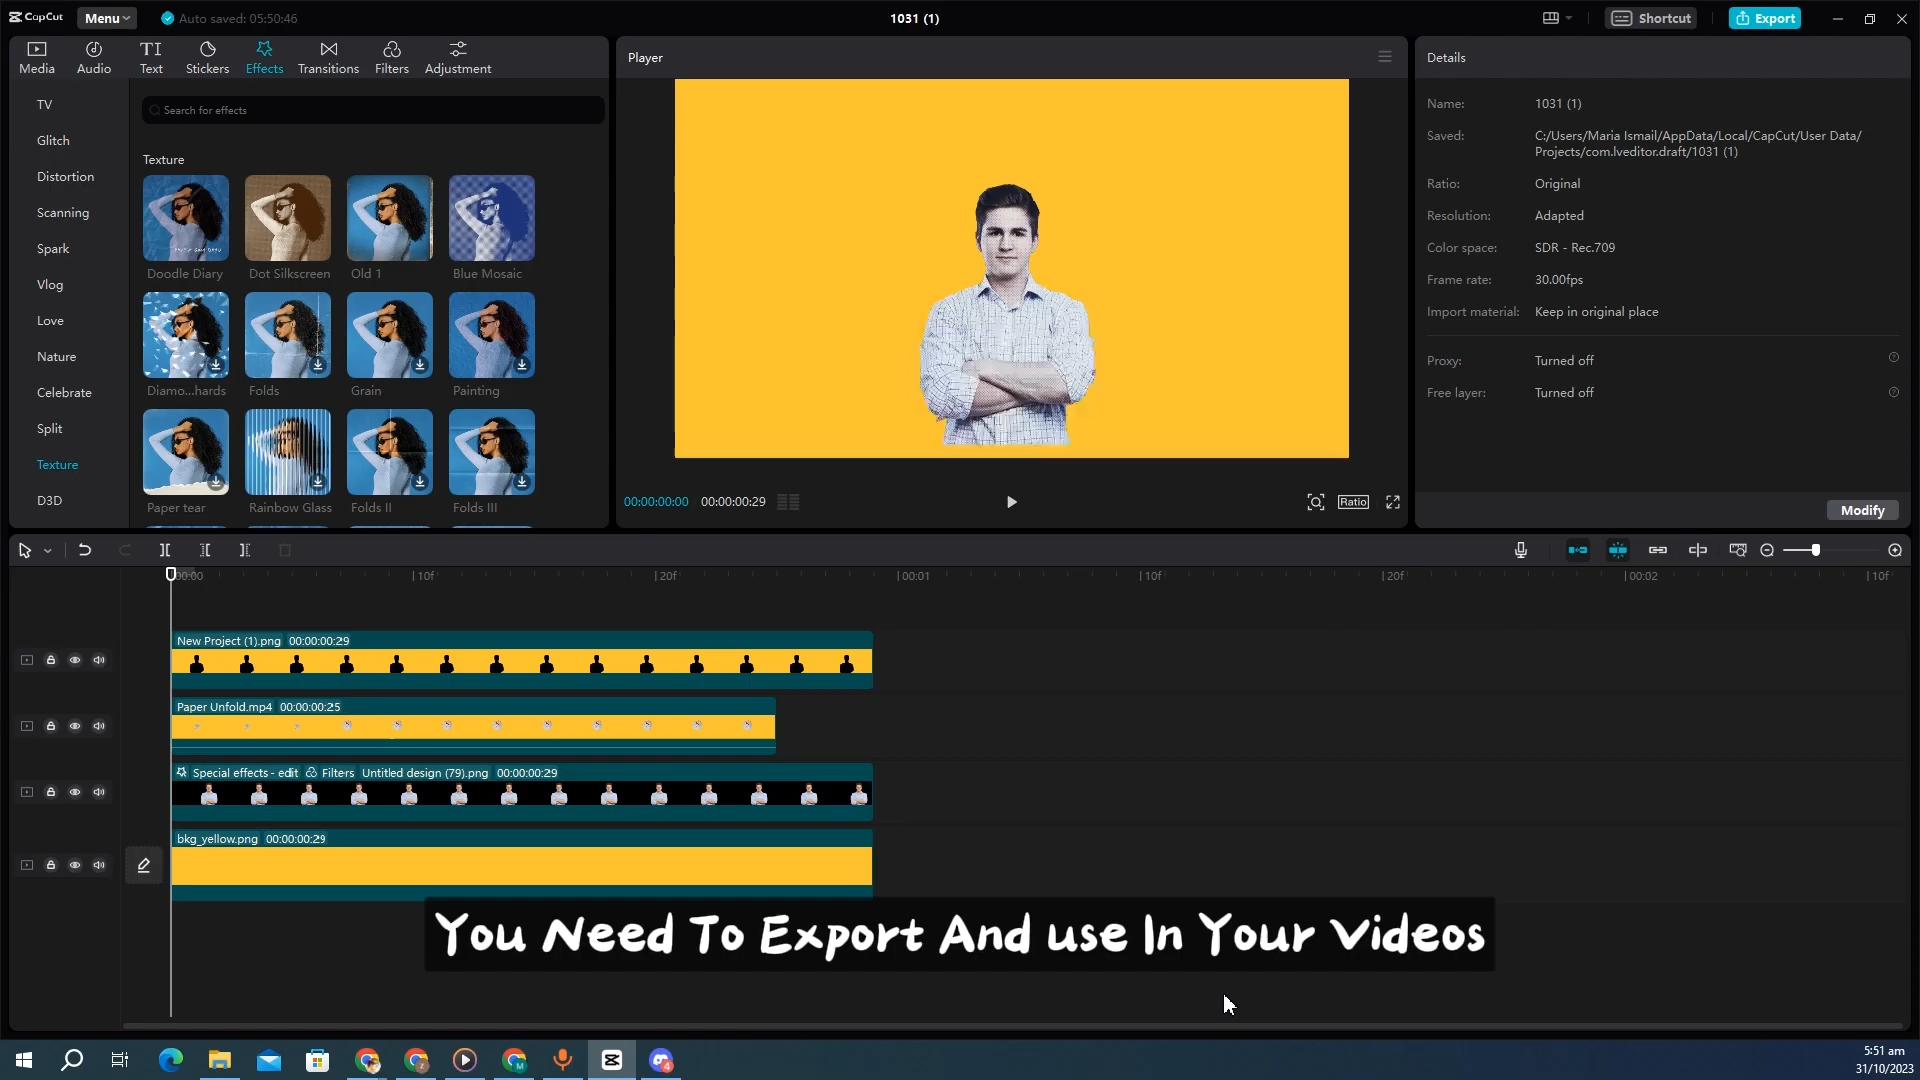 CapCut
Menu
Auto saved: 05:50:46
1031 (1)
Shortcut
Export
Media
Audio
Text
Stickers
Effects
Transitions
Filters
Adjustment
TV
Glitch
Distortion
Scanning
Spark
Vlog
Love
Nature
Celebrate
Split
Texture
D3D
Search for effects
Texture
Doodle Diary
Dot Silkscreen
Old 1
Blue Mosaic
Diamo...hards
Folds
Grain
Painting
Paper tear
Rainbow Glass
Folds II
Folds III
Player
00:00:00:00
00:00:00:29
Ratio
Details
Name: 1031 (1)
Saved: C:/Users/Maria Ismail/AppData/Local/CapCut/User Data/
Projects/com.lveditor.draft/1031 (1)
Ratio: Original
Resolution: Adapted
Color space: SDR - Rec.709
Frame rate: 30.00fps
Import material: Keep in original place
Proxy: Turned off
Free layer: Turned off
Modify
00:00
10f
20f
00:01
10f
20f
00:02
10f
New Project (1).png 00:00:00:29
Paper Unfold.mp4 00:00:00:25
Special effects - edit Filters Untitled design (79).png 00:00:00:29
bkg_yellow.png 00:00:00:29
You Need To Export And use In Your Videos
4
5:51 am
31/10/2023